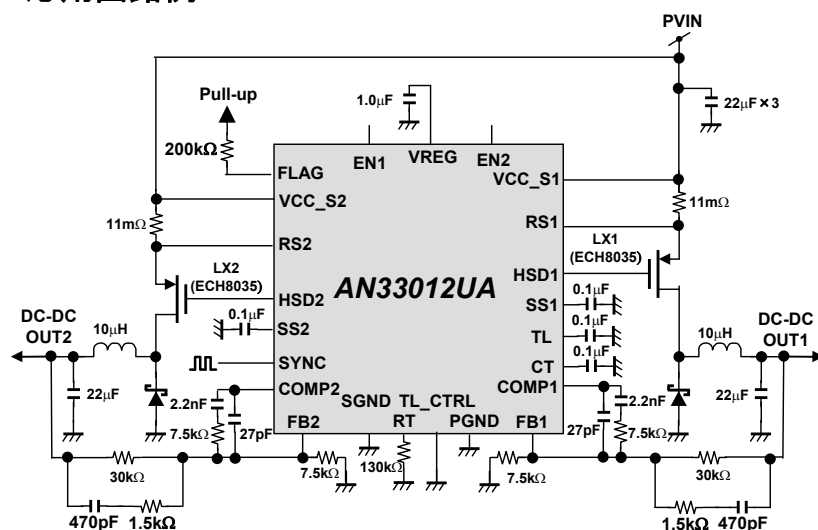 PVIN
Pull-up
1.0μF
22μF×3
200kΩ
EN1
VREG
EN2
FLAG
VCC_S1
VCC_S2
11mΩ
11mΩ
RS1
RS2
LX1
(ECH8035)
LX2
(ECH8035)
HSD1
AN33012UA
HSD2
0.1μF
SS1
DC-DC
OUT2
10μH
0.1μF
SS2
0.1μF
TL
10μH
DC-DC
OUT1
0.1μF
CT
SYNC
COMP2
COMP1
22μF
2.2nF
SGND
TL_CTRL
2.2nF
22μF
7.5kΩ
27pF
FB2
RT
PGND
FB1
27pF
7.5kΩ
30kΩ
7.5kΩ
130kΩ
7.5kΩ
30kΩ
470pF
1.5kΩ
1.5kΩ
470pF